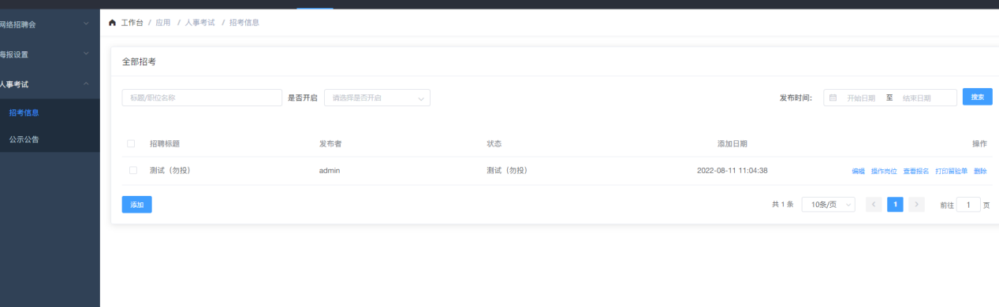 网络招聘会
工作台 / 应用 / 人事考试 / 招考信息
海报设置
全部招考
人事考试
标题/职位名称 是否开启 请选择是否开启 发布时间: 开始日期 至 结束日期 搜索
招考信息
公示公告
招聘标题 发布者 状态 添加日期 操作
测试（勿投） admin 测试（勿投） 2022-08-11 11:04:38 编辑 操作岗位 查看报名 打印留验单 删除
添加 共 1 条 10条/页 1 前往 1 页